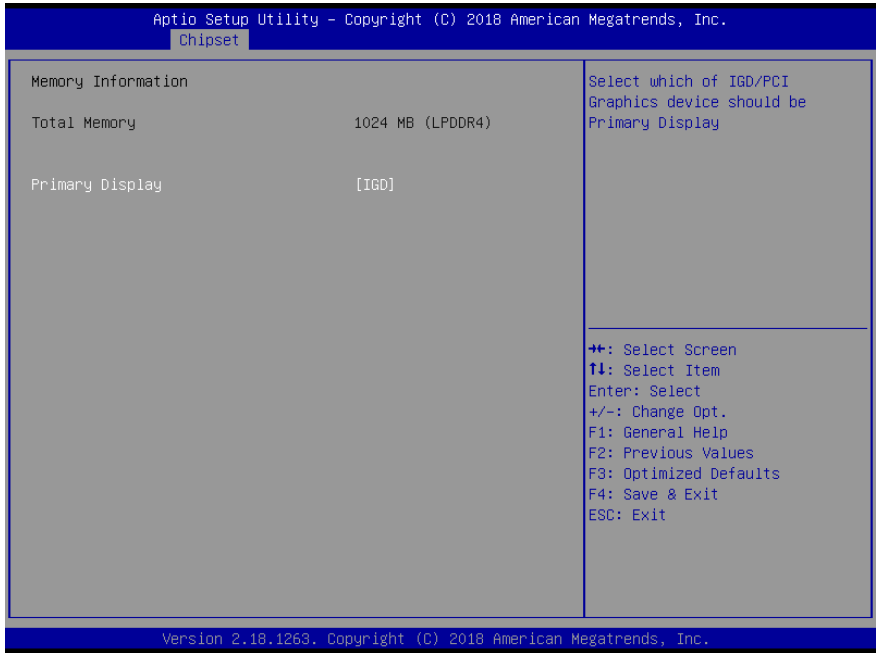 Aptio Setup Utility – Copyright (C) 2018 American Megatrends, Inc.
Chipset
Memory Information
Total Memory 1024 MB (LPDDR4)
Primary Display [IGD]
Select which of IGD/PCI
Graphics device should be
Primary Display
→←: Select Screen
↑↓: Select Item
Enter: Select
+/-: Change Opt.
F1: General Help
F2: Previous Values
F3: Optimized Defaults
F4: Save & Exit
ESC: Exit
Version 2.18.1263. Copyright (C) 2018 American Megatrends, Inc.